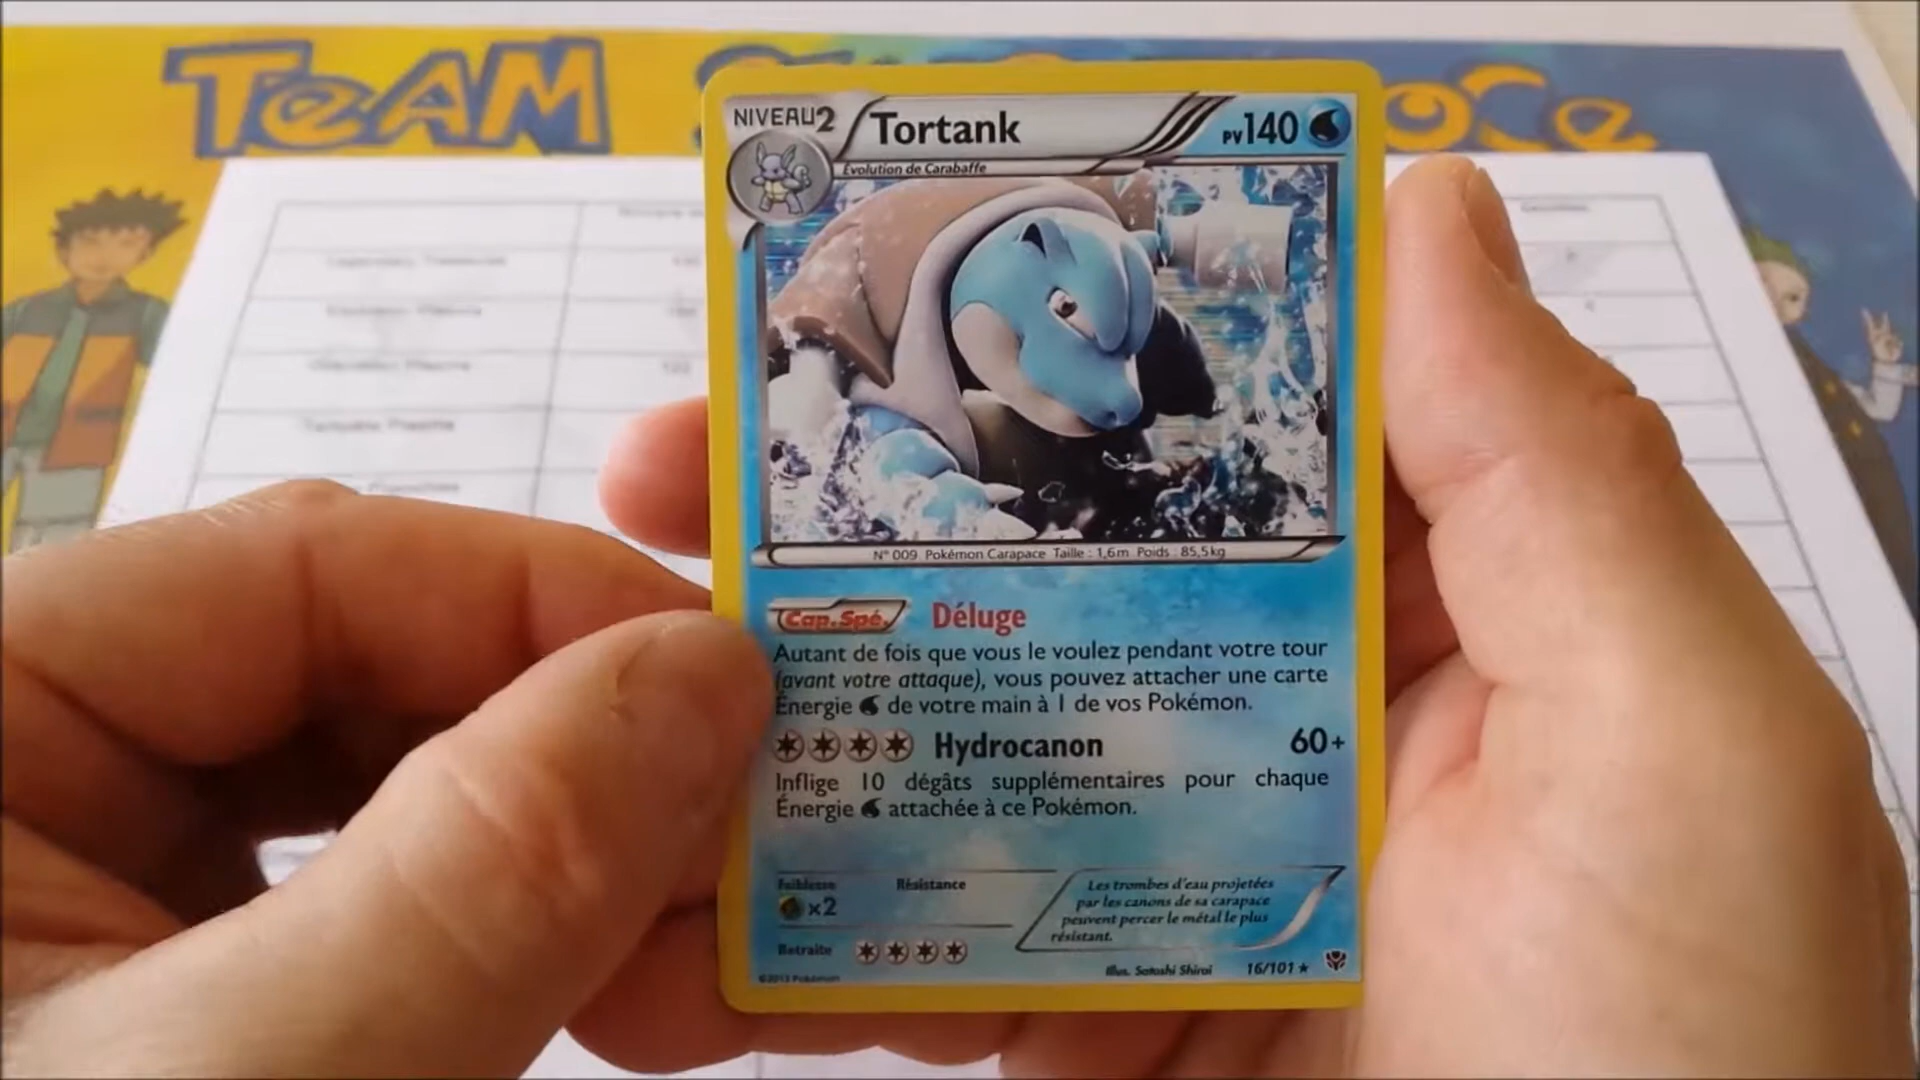 TeAM
NIVEAU2
Tortank
PV140
Évolution de Carabaffe
N° 009 Pokémon Carapace Taille : 1,6m Poids : 85,5kg
Cap.Spé. Déluge
Autant de fois que vous le voulez pendant votre tour
(avant votre attaque), vous pouvez attacher une carte
Énergie de votre main à 1 de vos Pokémon.
Hydrocanon 60+
Inflige 10 dégâts supplémentaires pour chaque
Énergie attachée à ce Pokémon.
Faiblesse Résistance
x2
Les trombes d'eau projetées
par les canons de sa carapace
peuvent percer le métal le plus
résistant.
Retraite
©2013 Pokémon
Illus. Satoshi Shirai 16/101 ★